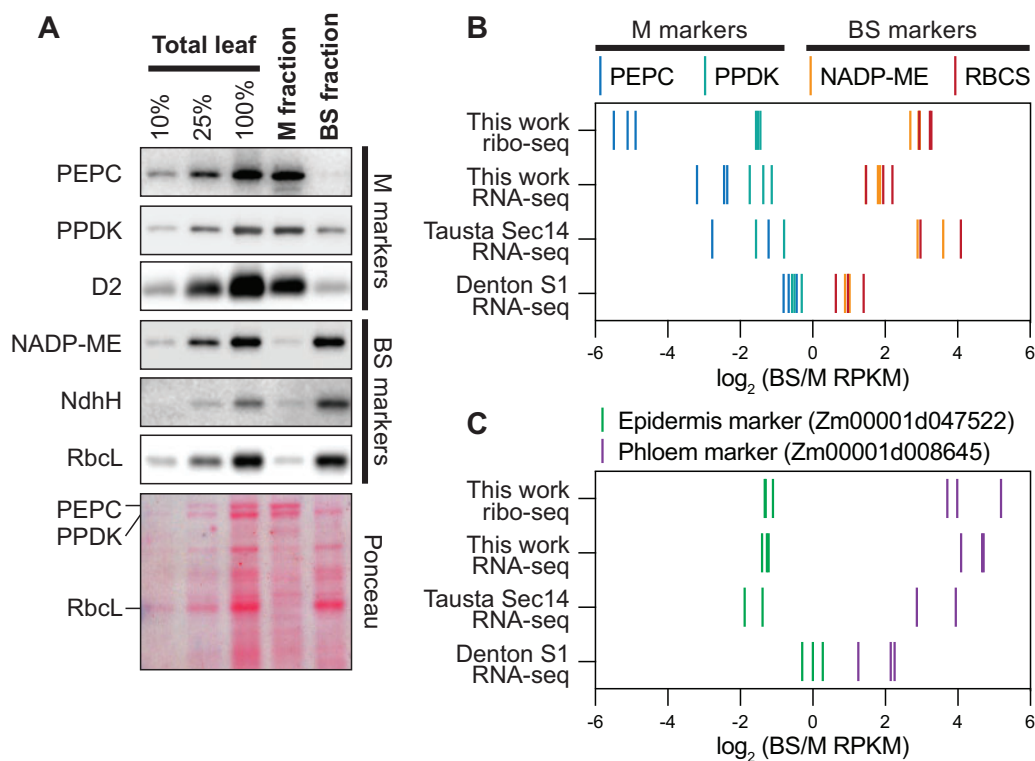 A
Total leaf
10%
25%
100%
M fraction
BS fraction
PEPC
PPDK
D2
M markers
NADP-ME
NdhH
RbcL
BS markers
PEPC
PPDK
RbcL
Ponceau
B
M markers
BS markers
PEPC
PPDK
NADP-ME
RBCS
This work
ribo-seq
This work
RNA-seq
Tausta Sec14
RNA-seq
Denton S1
RNA-seq
-6 -4 -2 0 2 4 6
log2 (BS/M RPKM)
C
Epidermis marker (Zm00001d047522)
Phloem marker (Zm00001d008645)
This work
ribo-seq
This work
RNA-seq
Tausta Sec14
RNA-seq
Denton S1
RNA-seq
-6 -4 -2 0 2 4 6
log2 (BS/M RPKM)